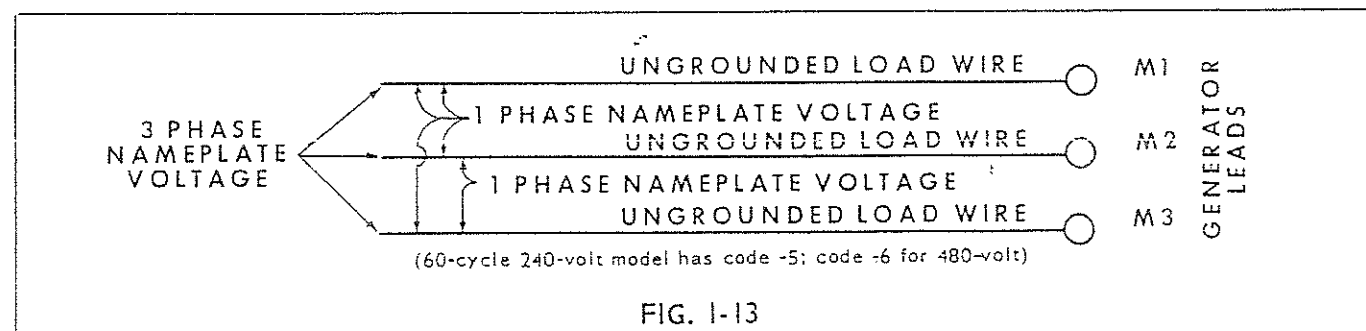 UNGROUNDED LOAD WIRE M1
1 PHASE NAMEPLATE VOLTAGE
3 PHASE
NAMEPLATE
VOLTAGE
UNGROUNDED LOAD WIRE M2
1 PHASE NAMEPLATE VOLTAGE
UNGROUNDED LOAD WIRE M3
GENERATOR
LEADS
(60-cycle 240-volt model has code -5; code -6 for 480-volt)
FIG. 1-13